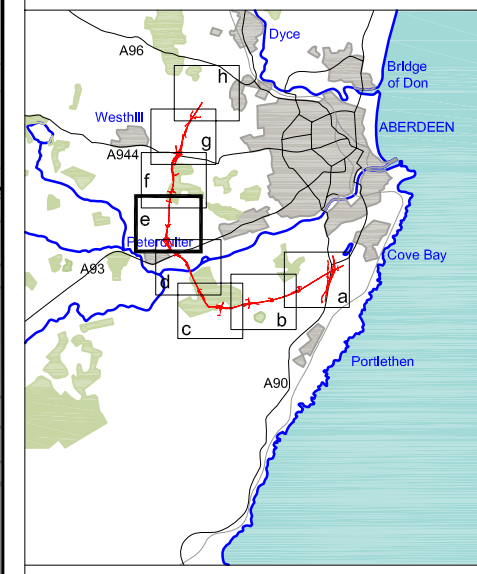 Dyce
A96
Bridge
of Don
h
Westhill
ABERDEEN
g
A944
f
e
Peterculter
Cove Bay
A93
d
a
b
c
Portlethen
A90